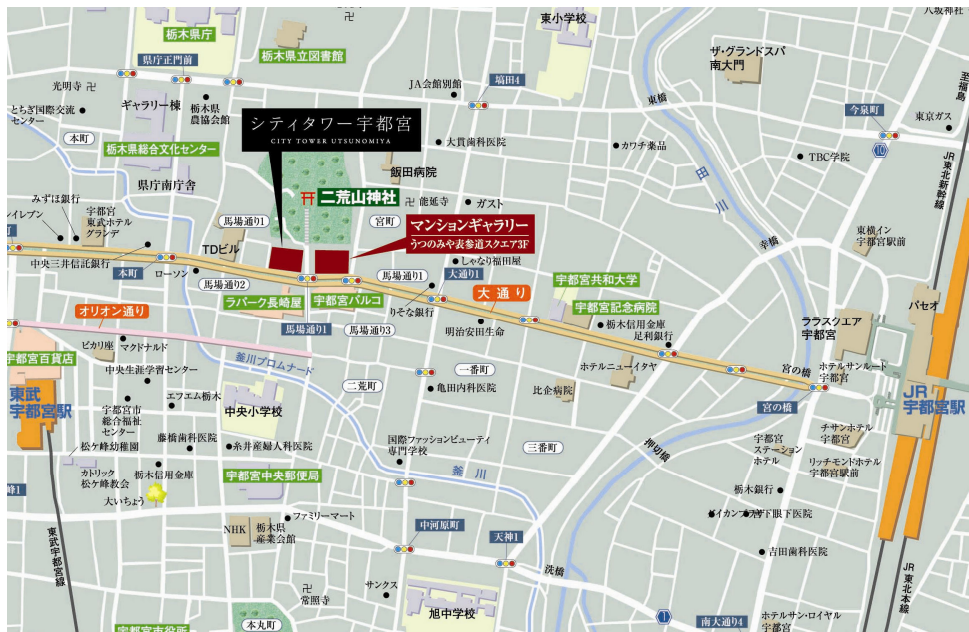 栃木県庁
八坂神社
東小学校
栃木県立図書館
ザ・グランドスパ
南大門
県庁正門前
至福島
光明寺
JA会館別館
塙田4
東橋
今泉町
とちぎ国際交流
センター
ギャラリー棟
栃木県
農協会館
シティタワー宇都宮
CITY TOWER UTSUNOMIYA
東京ガス
本町
大貫歯科医院
カワチ薬品
10
栃木県総合文化センター
TBC学院
JR東北新幹線
飯田病院
田川
県庁南庁舎
みずほ銀行
二荒山神社
能延寺
ガスト
宮町
イレブン
宇都宮
東武ホテル
グランデ
馬場通り1
マンションギャラリー
うつのみや表参道スクエア3F
幸橋
東横イン
宇都宮駅前
TDビル
しゃなり福田屋
中央三井信託銀行
本町
ローソン
馬場通り2
馬場通り1
大通り1
宇都宮共和大学
大通り
ラパーク長崎屋
宇都宮パルコ
パセオ
オリオン通り
りそな銀行
宇都宮記念病院
栃木信用金庫
足利銀行
ララスクエア
宇都宮
馬場通り1
馬場通り3
明治安田生命
ピカリ座
マクドナルド
宇都宮百貨店
釜川プロムナード
宮の橋
ホテルサンルート
宇都宮
中央生涯学習センター
一番町
ホテルニューイタヤ
東武
宇都宮駅
二荒町
亀田内科医院
比企病院
JR
宇都宮駅
宮の橋
エフエム栃木
宇都宮市
総合福祉
センター
中央小学校
チサンホテル
宇都宮
藤橋歯科医院
松ケ峰幼稚園
糸井産婦人科医院
国際ファッションビューティ
専門学校
三番町
押切橋
宇都宮
ステーション
ホテル
リッチモンドホテル
宇都宮駅前
カトリック
松ケ峰教会
栃木信用金庫
宇都宮中央郵便局
釜川
峰1
大いちょう
栃木銀行
ファミリーマート
NHK
栃木県
産業会館
中河原町
天神1
吉田歯科医院
東武宇都宮線
洗橋
JR東北本線
サンクス
常照寺
旭中学校
1
南大通り4
ホテルサン・ロイヤル
宇都宮
本丸町
宇都宮市役所